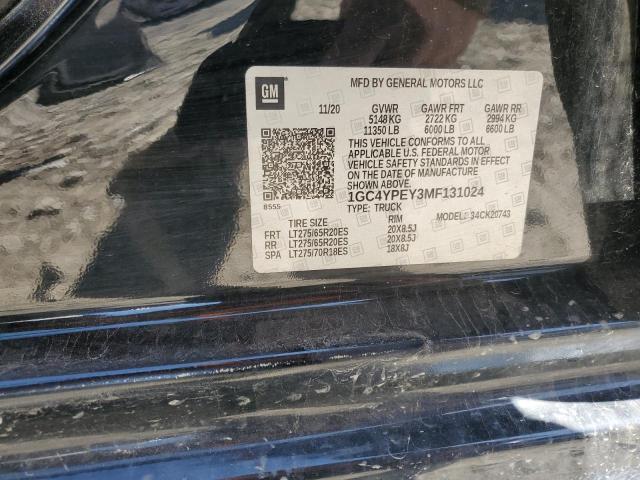 GM
MFD BY GENERAL MOTORS LLC
11/20 GVWR GAWR FRT GAWR RR
5148 KG 2722 KG 2994 KG
11350 LB 6000 LB 6600 LB
THIS VEHICLE CONFORMS TO ALL
APPLICABLE U.S. FEDERAL MOTOR
VEHICLE SAFETY STANDARDS IN EFFECT
ON THE DATE OF MANUFACTURE
SHOWN ABOVE.
1GC4YPEY3MF131024
8555 TYPE: TRUCK MODEL: 34CK20743
TIRE SIZE RIM
FRT LT275/65R20ES 20X8.5J
RR LT275/65R20ES 20X8.5J
SPA LT275/70R18ES 18X8J